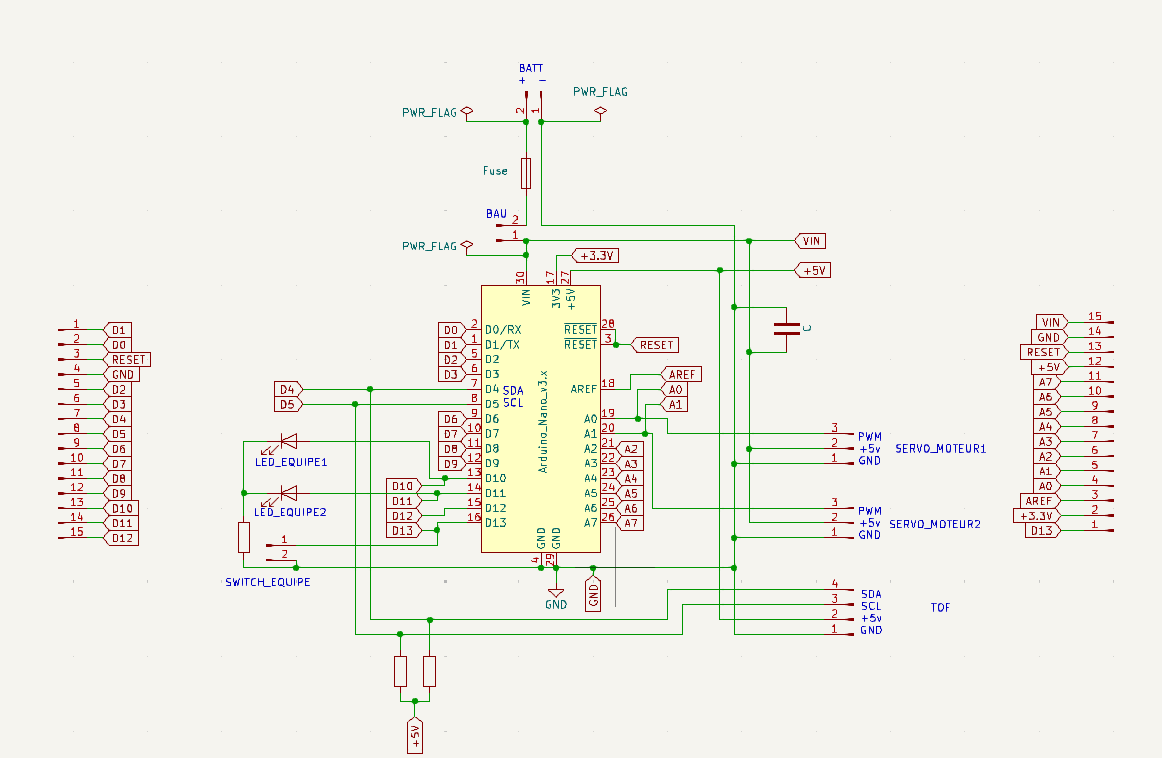 BATT
+ −
PWR_FLAG
PWR_FLAG
2
1
Fuse
BAU
2
1
PWR_FLAG
VIN
+3.3V
+5V
30
17
27
VIN
3V3
+5V
Arduino_Nano_v3.x
1 D1
2 D0
3 RESET
4 GND
5 D2
6 D3
7 D4
8 D5
9 D6
10 D7
11 D8
12 D9
13 D10
14 D11
15 D12
D0 2 D0/RX
D1 1 D1/TX
D2 5 D2
D3 6 D3
D4 7 D4 SDA
D5 8 D5 SCL
D6 9 D6
D7 10 D7
D8 11 D8
D9 12 D9
D10 13 D10
D11 14 D11
D12 15 D12
D13 16 D13
RESET 28
RESET 3 RESET
AREF 18 AREF
A0 19 A0
A1 20 A1
A2 21 A2
A3 22 A3
A4 23 A4
A5 24 A5
A6 25 A6
A7 26 A7
GND
GND
4
29
GND
GND
C
LED_EQUIPE1
LED_EQUIPE2
1
2
SWITCH_EQUIPE
3 PWM
2 +5v
1 GND
SERVO_MOTEUR1
3 PWM
2 +5v
1 GND
SERVO_MOTEUR2
4 SDA
3 SCL
2 +5v
1 GND
TOF
VIN 15
GND 14
RESET 13
+5V 12
A7 11
A6 10
A5 9
A4 8
A3 7
A2 6
A1 5
A0 4
AREF 3
+3.3V 2
D13 1
+5V